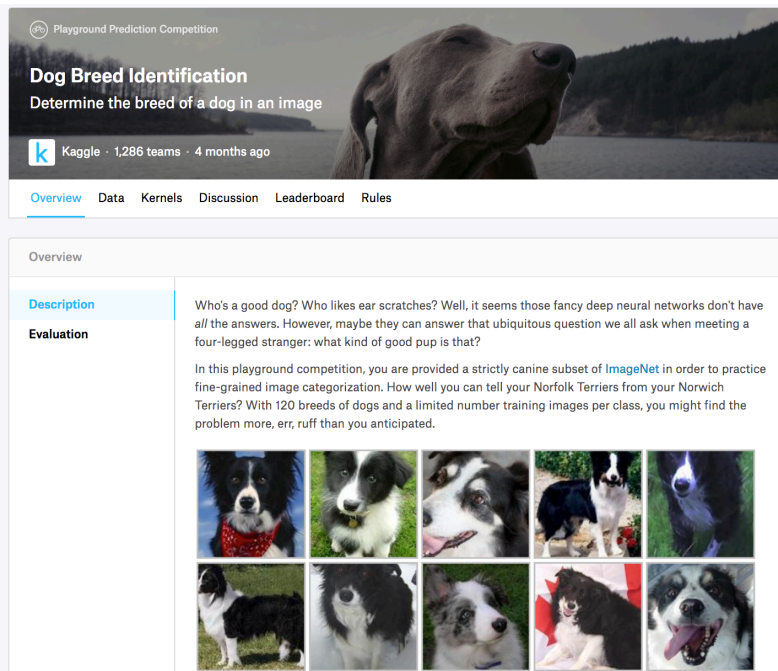 Playground Prediction Competition
Dog Breed Identification
Determine the breed of a dog in an image
k
Kaggle · 1,286 teams · 4 months ago
Overview Data Kernels Discussion Leaderboard Rules
Overview
Description
Evaluation
Who's a good dog? Who likes ear scratches? Well, it seems those fancy deep neural networks don't have
all the answers. However, maybe they can answer that ubiquitous question we all ask when meeting a
four-legged stranger: what kind of good pup is that?
In this playground competition, you are provided a strictly canine subset of ImageNet in order to practice
fine-grained image categorization. How well you can tell your Norfolk Terriers from your Norwich
Terriers? With 120 breeds of dogs and a limited number training images per class, you might find the
problem more, err, ruff than you anticipated.